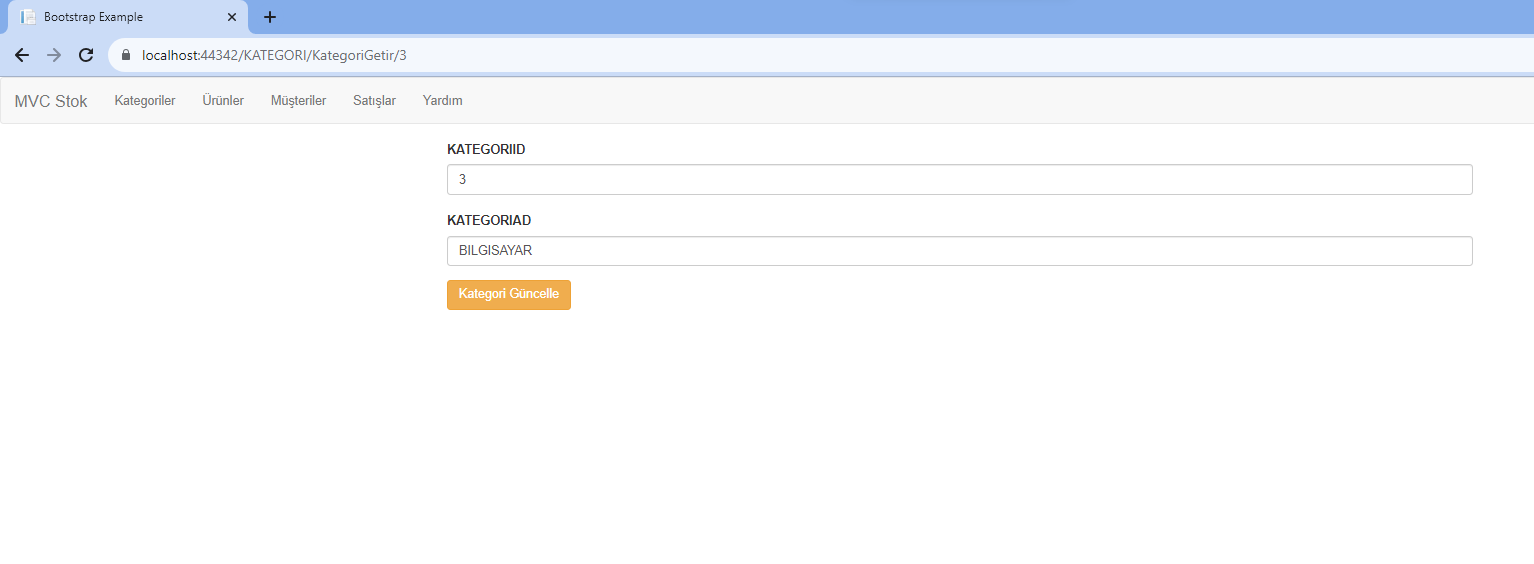 Bootstrap Example
localhost:44342/KATEGORI/KategoriGetir/3
MVC Stok Kategoriler Ürünler Müşteriler Satışlar Yardım
KATEGORIID
3
KATEGORIAD
BILGISAYAR
Kategori Güncelle